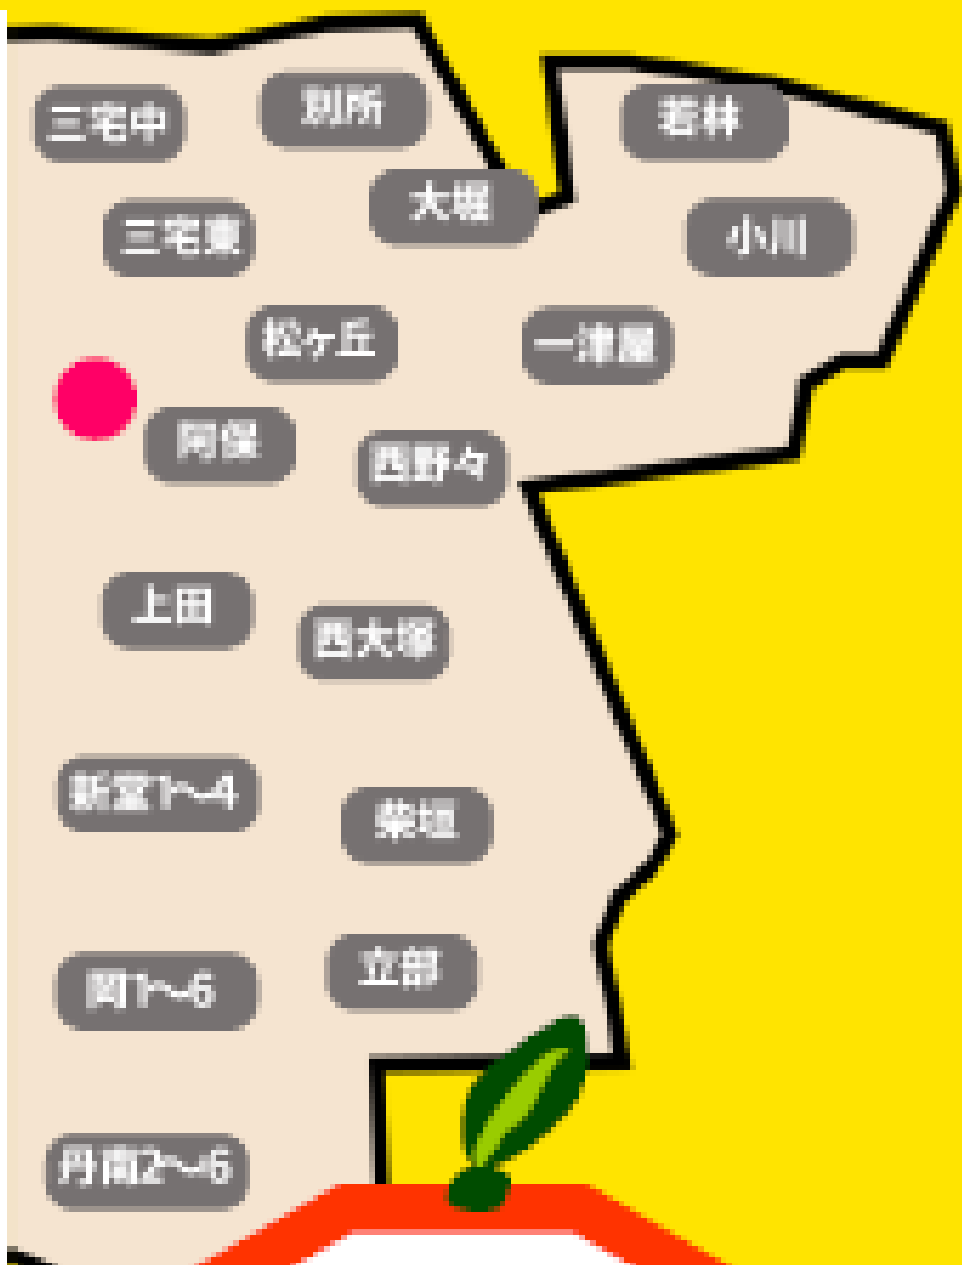 三宅中
別所
若林
大堀
三宅東
小川
松ヶ丘
一津屋
阿保
西野々
上田
西大塚
新堂1〜4
柴垣
立部
岡1〜6
丹南2〜6